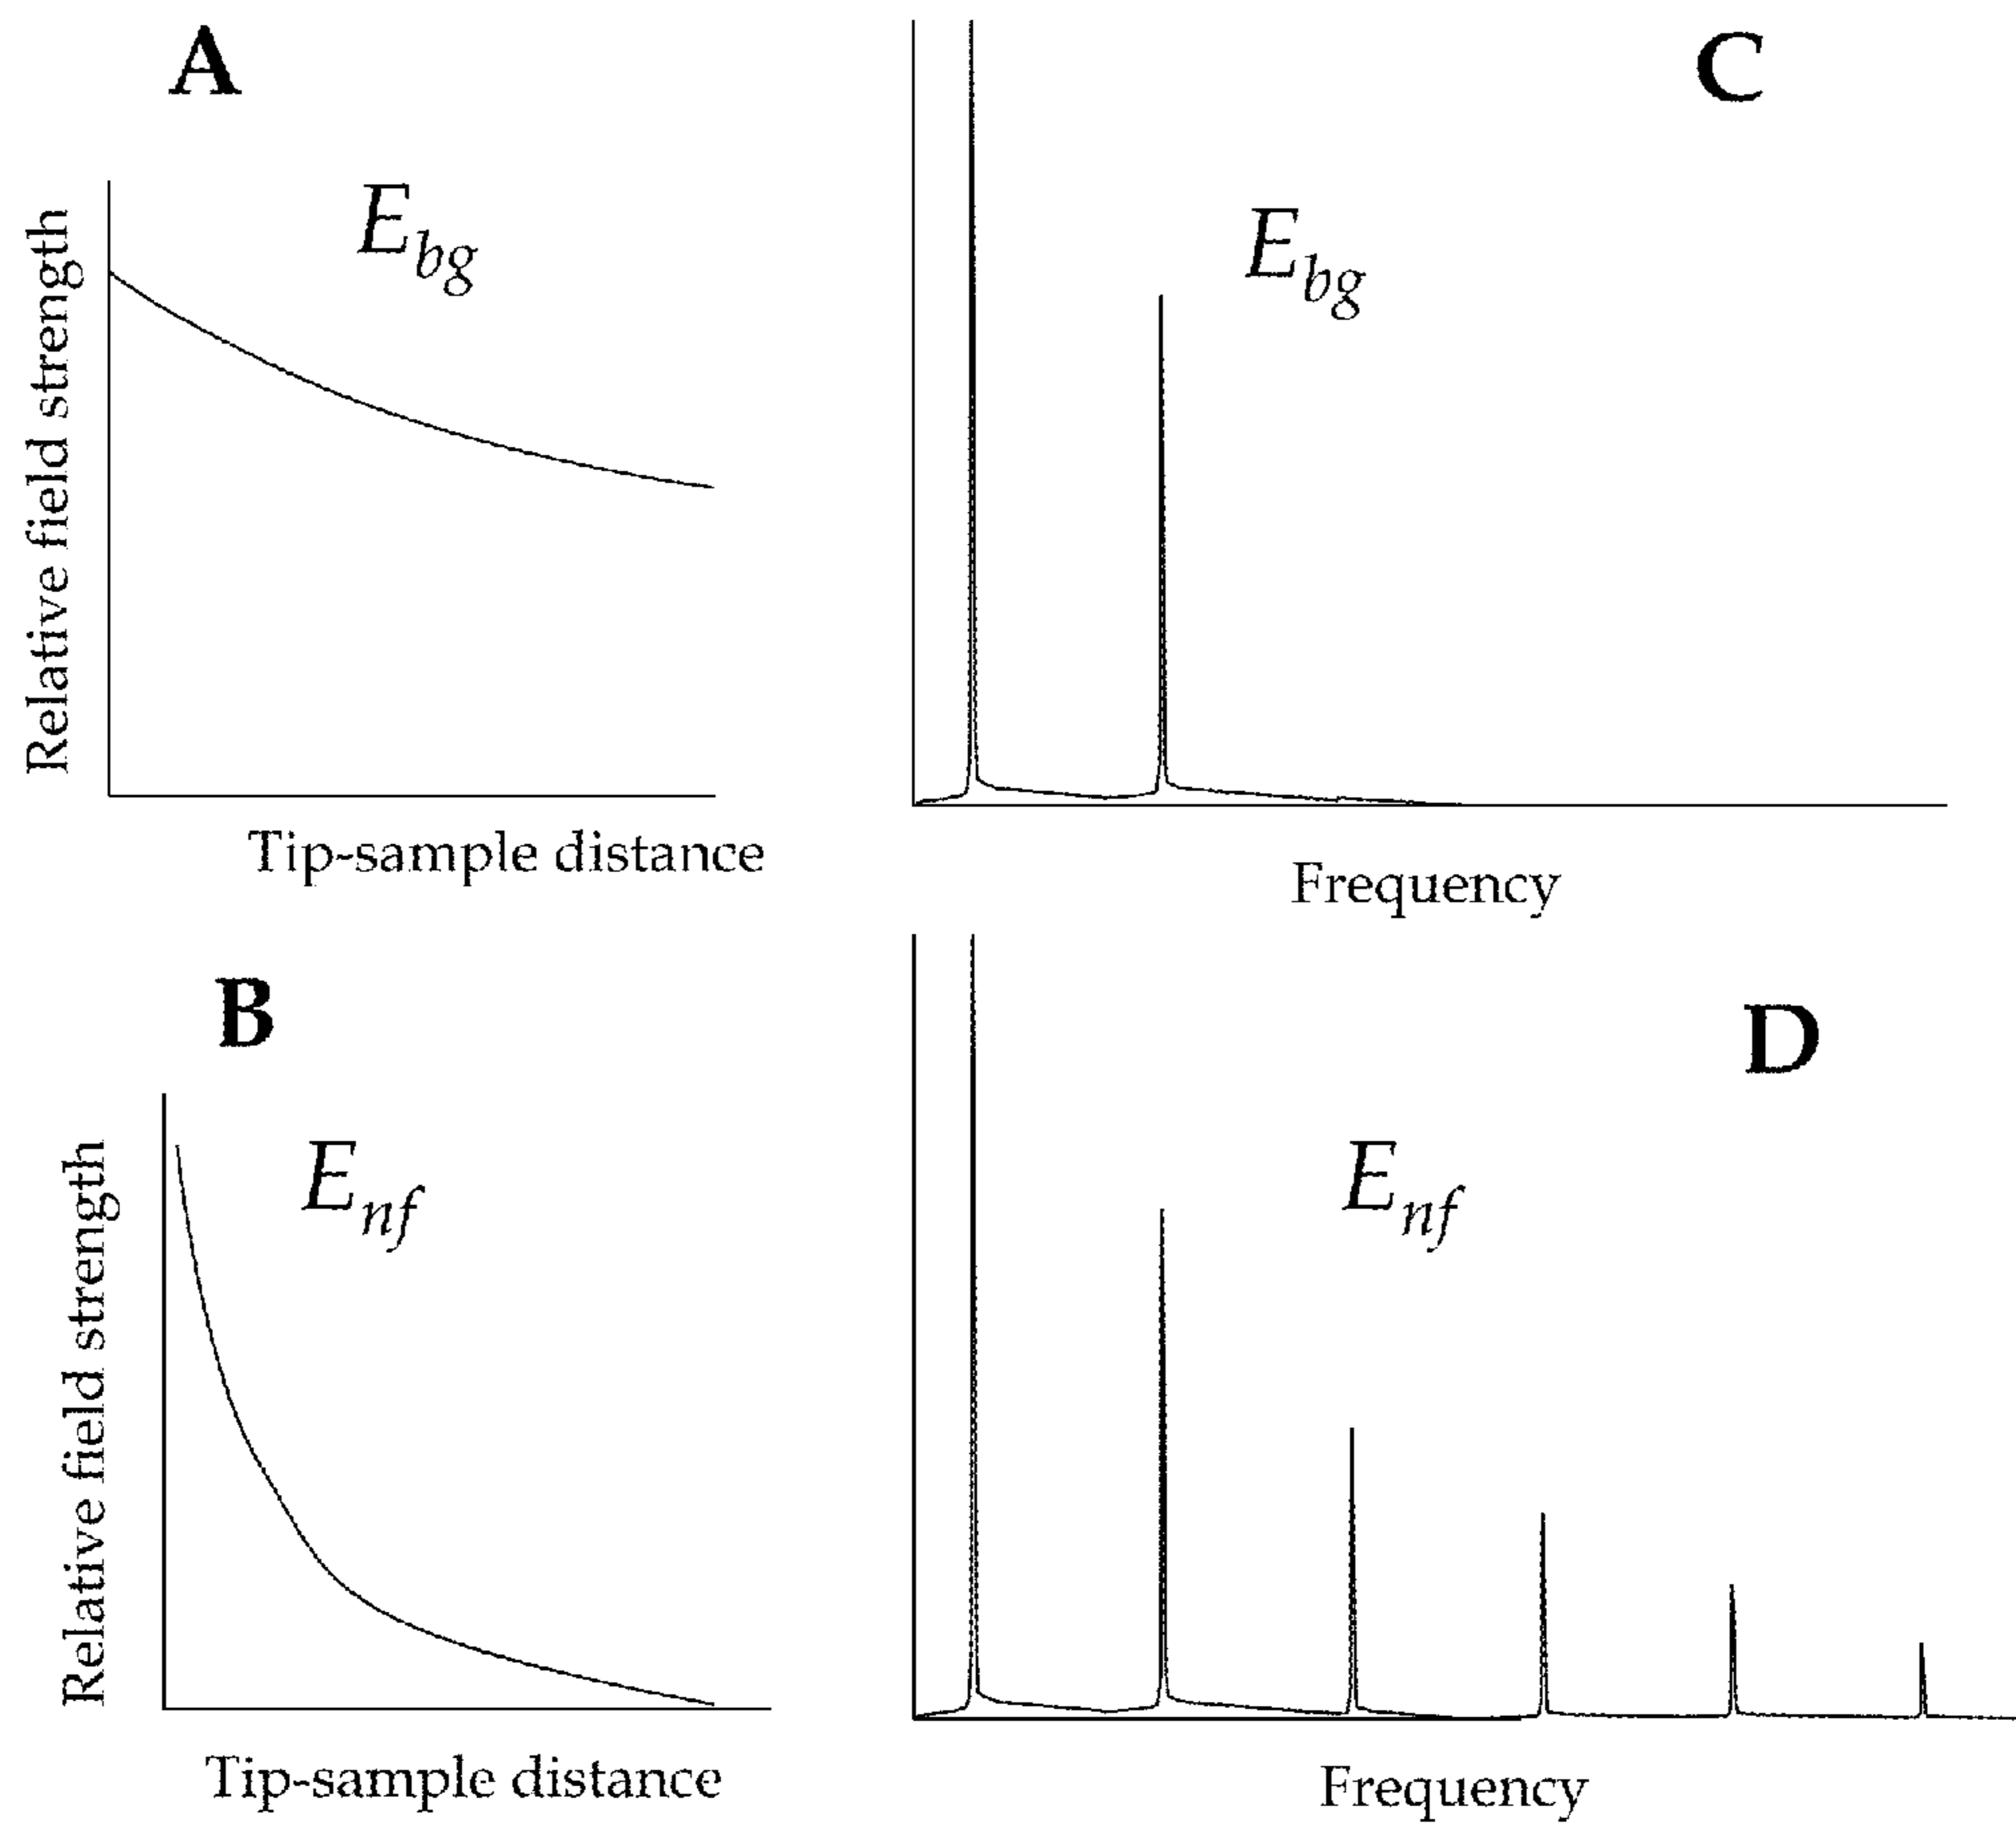 A
E_bg
Relative field strength
Tip-sample distance
C
E_bg
Frequency
B
E_nf
Relative field strength
Tip-sample distance
D
E_nf
Frequency